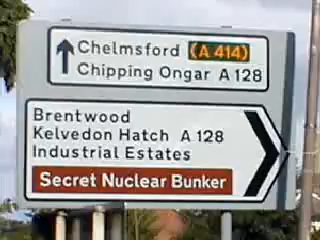 Chelmsford (A 414)
Chipping Ongar A 128
Brentwood
Kelvedon Hatch A 128
Industrial Estates
Secret Nuclear Bunker